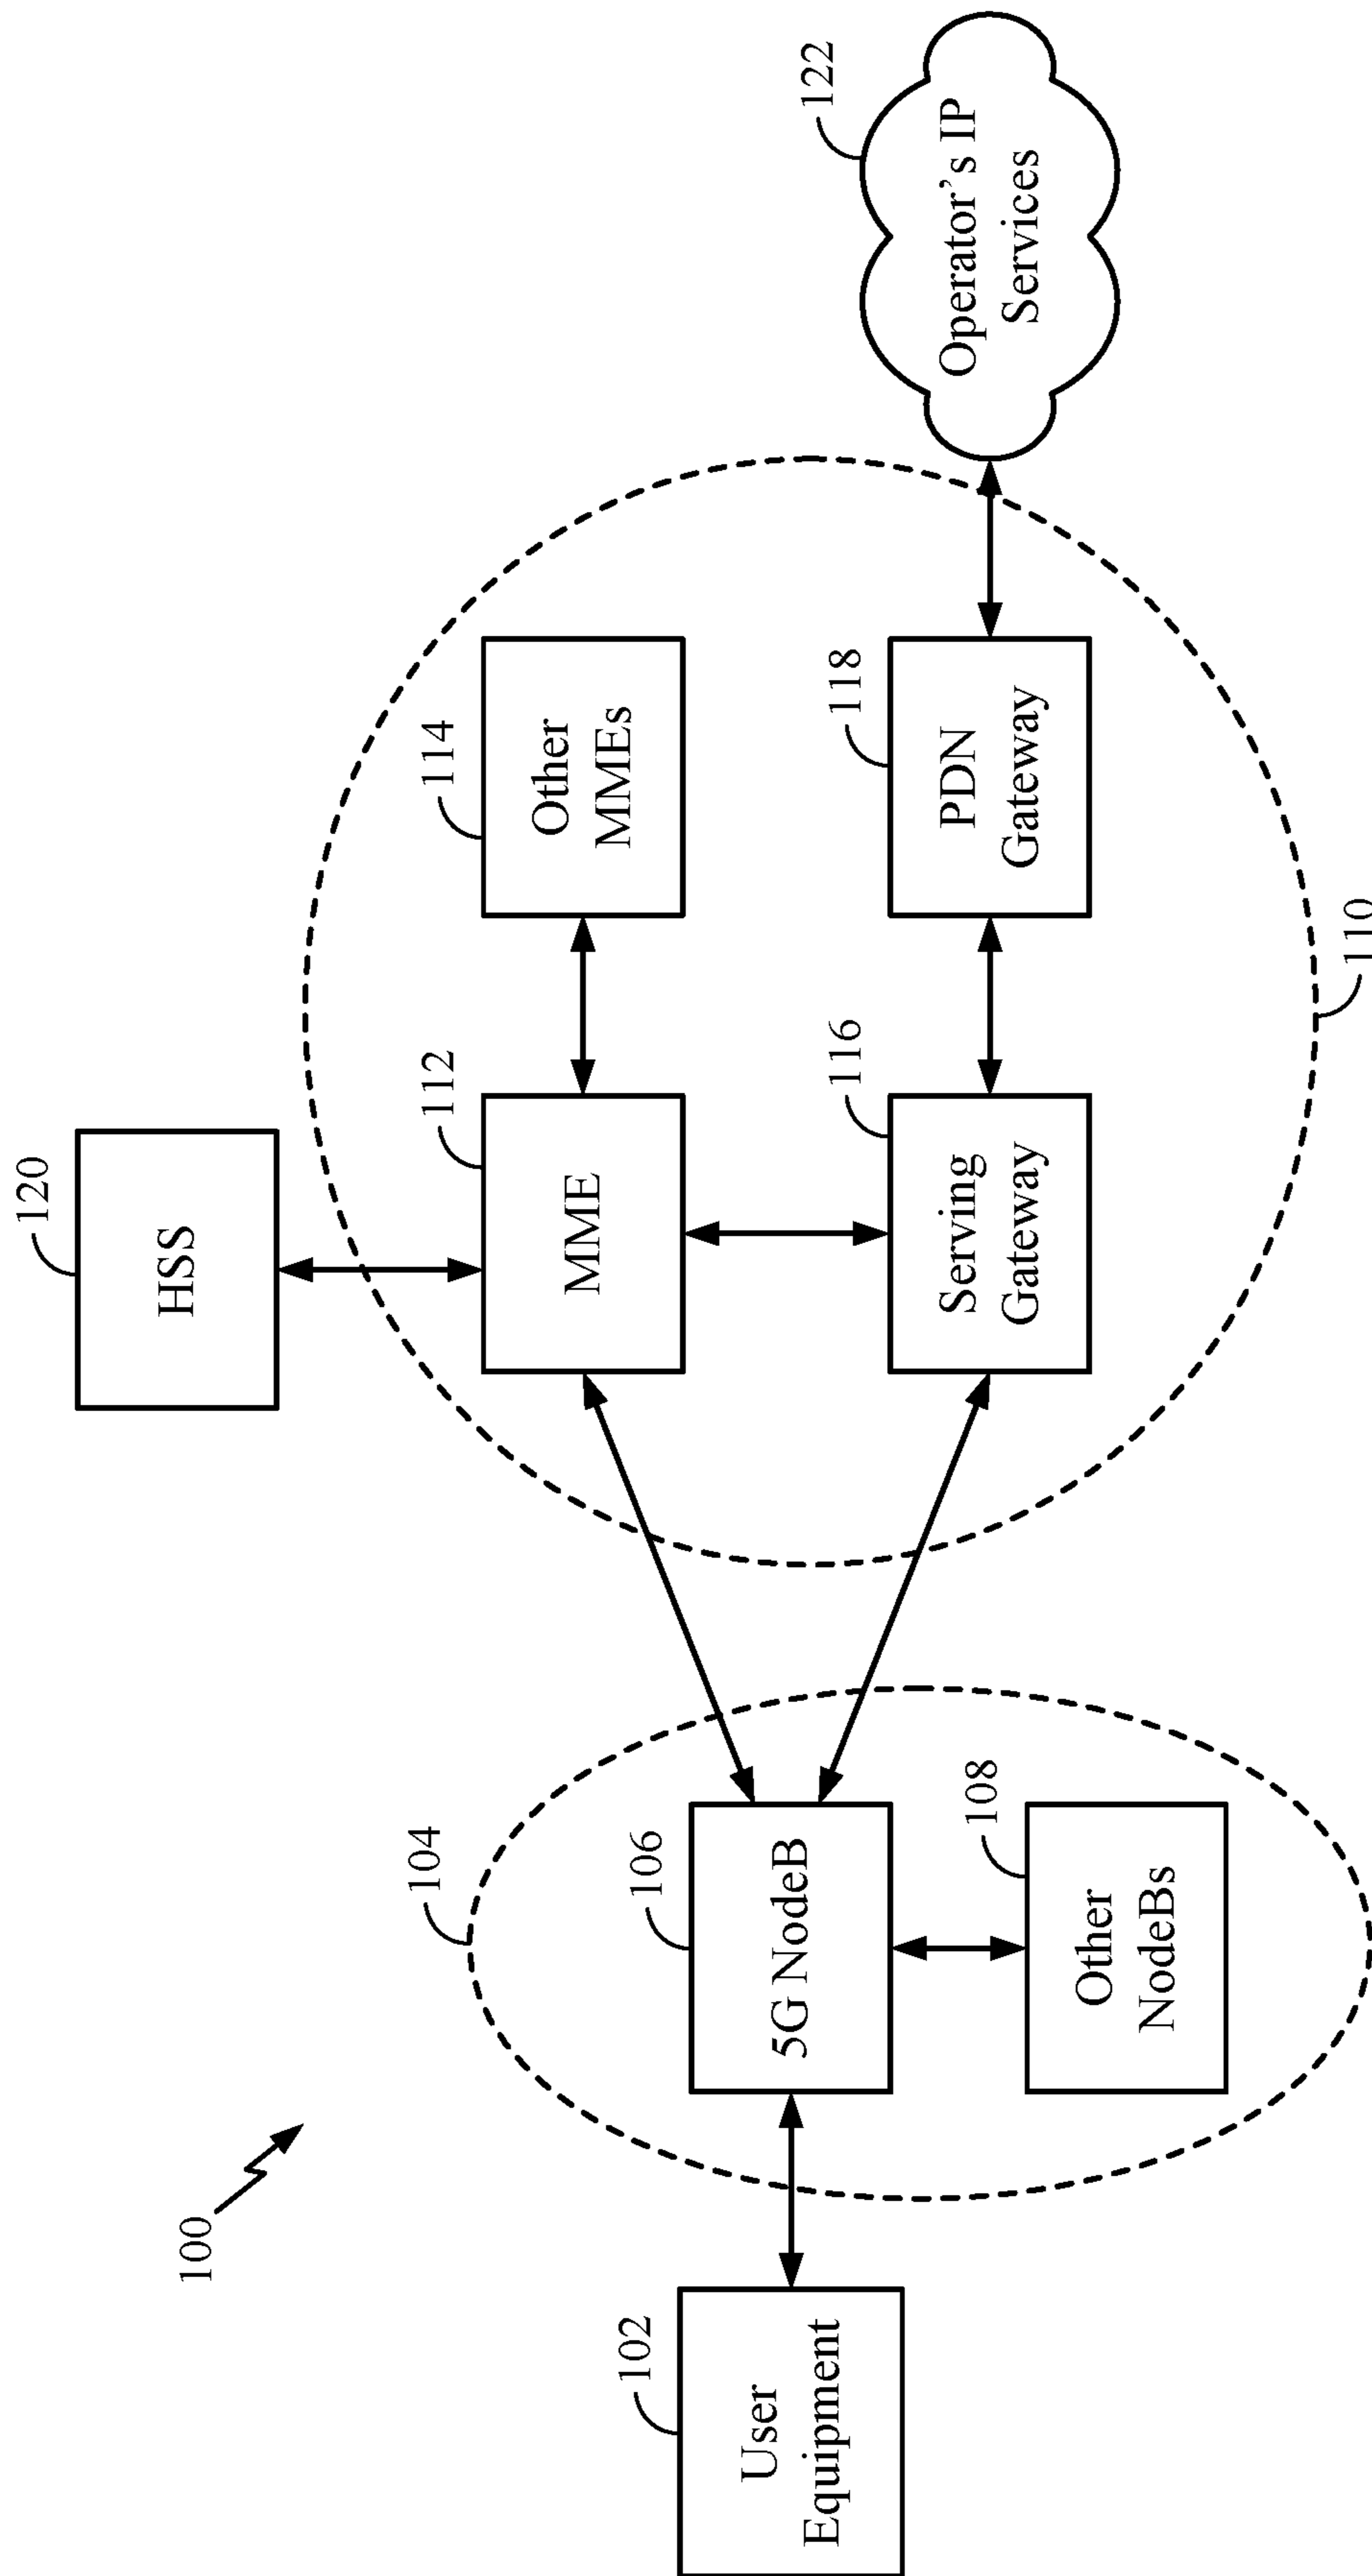 100
102
User
Equipment
104
106
5G NodeB
108
Other
NodeBs
120
HSS
112
MME
114
Other
MMEs
116
Serving
Gateway
118
PDN
Gateway
110
122
Operator’s IP
Services